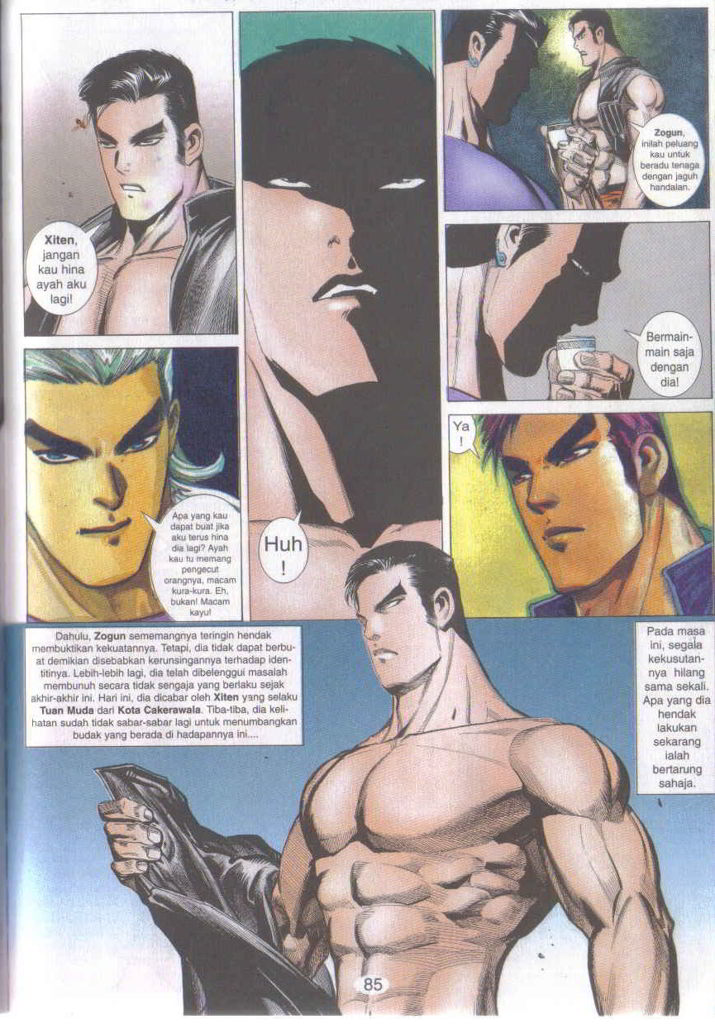 Xiten,
jangan
kau hina
ayah aku
lagi!
Huh
!
Zogun,
inilah peluang
kau untuk
beradu tenaga
dengan jaguh
handalan.
Bermain-
main saja
dengan
dia!
Apa yang kau
dapat buat jika
aku terus hina
dia lagi? Ayah
kau tu memang
pengecut
orangnya, macam
kura-kura. Eh,
bukan! Macam
kayu!
Ya
!
Dahulu, Zogun sememangnya teringin hendak
membuktikan kekuatannya. Tetapi, dia tidak dapat berbu-
at demikian disebabkan kerunsingannya terhadap iden-
titinya. Lebih-lebih lagi, dia telah dibelenggui masalah
membunuh secara tidak sengaja yang berlaku sejak
akhir-akhir ini. Hari ini, dia dicabar oleh Xiten yang selaku
Tuan Muda dari Kota Cakerawala. Tiba-tiba, dia keli-
hatan sudah tidak sabar-sabar lagi untuk menumbangkan
budak yang berada di hadapannya ini....
Pada masa
ini, segala
kekusutan-
nya hilang
sama sekali.
Apa yang dia
hendak
lakukan
sekarang
ialah
bertarung
sahaja.
85